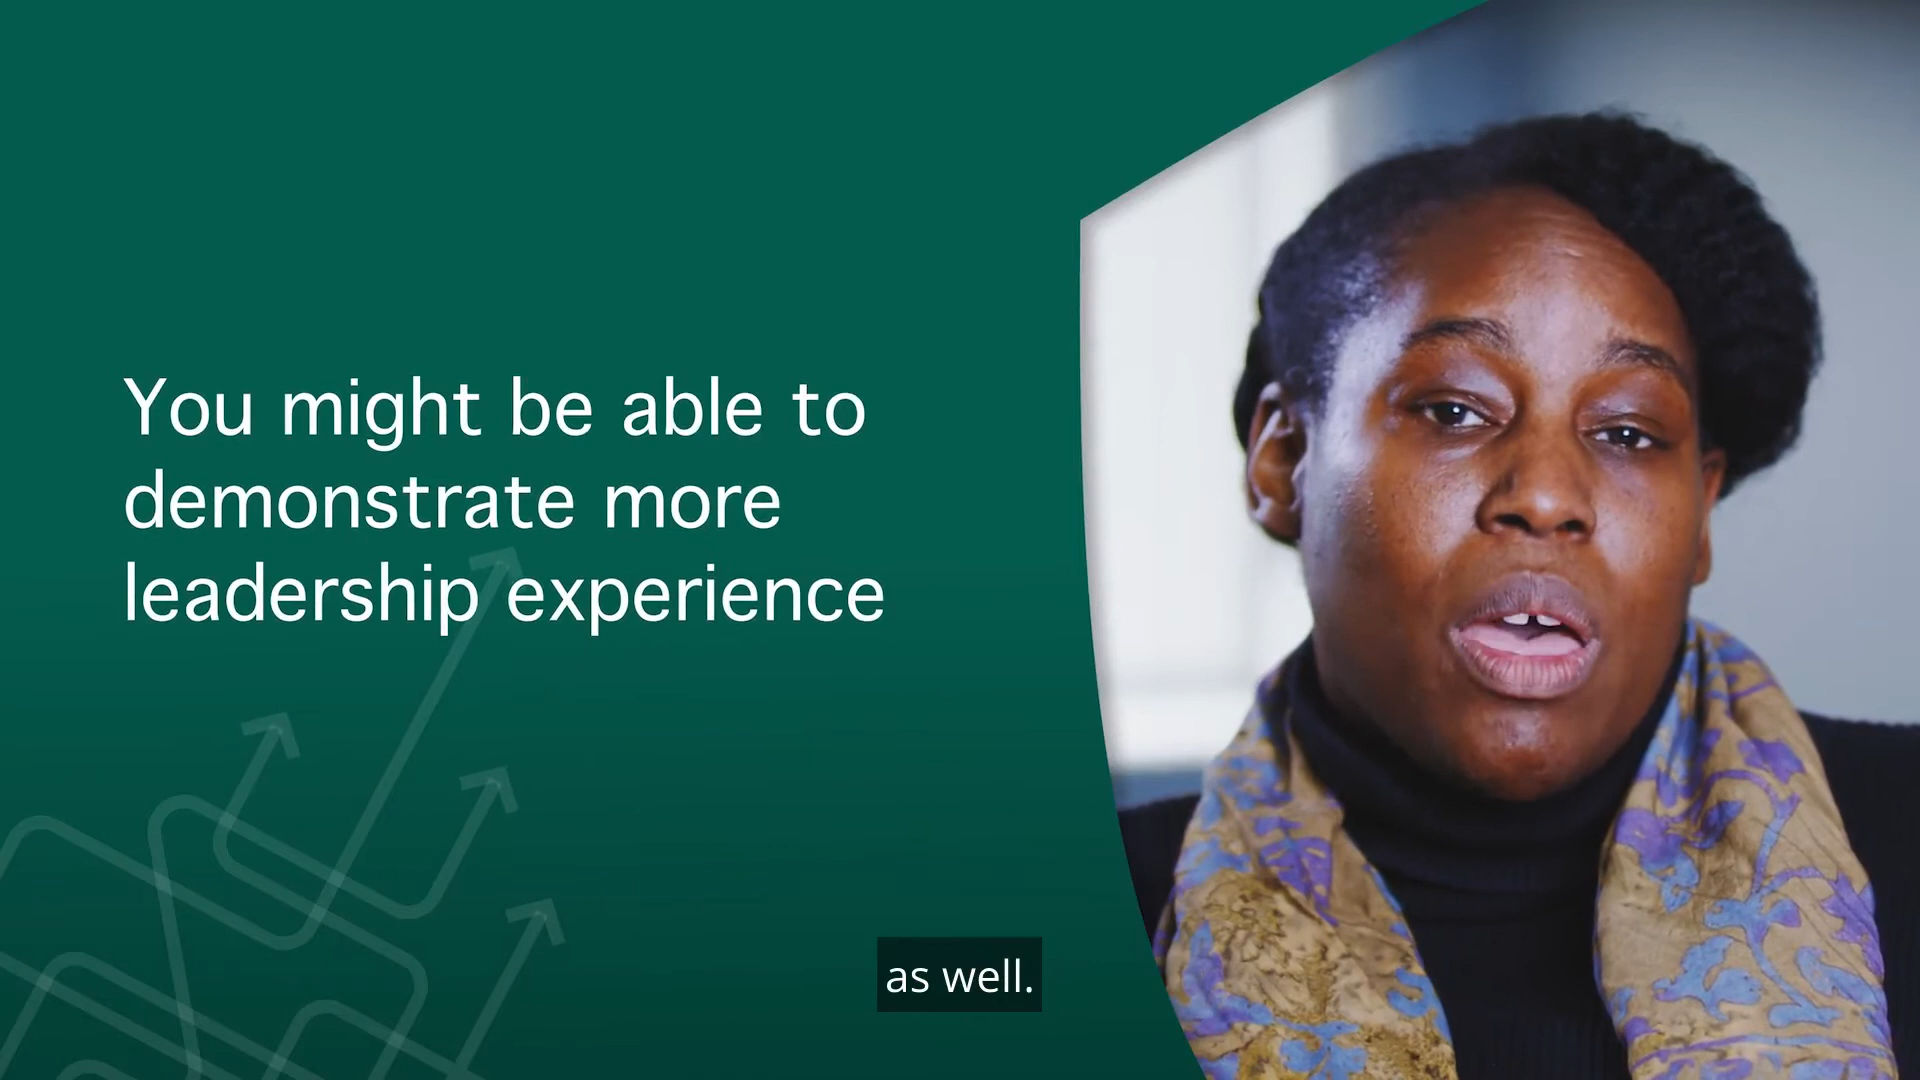 You might be able to
demonstrate more
leadership experience
as well.